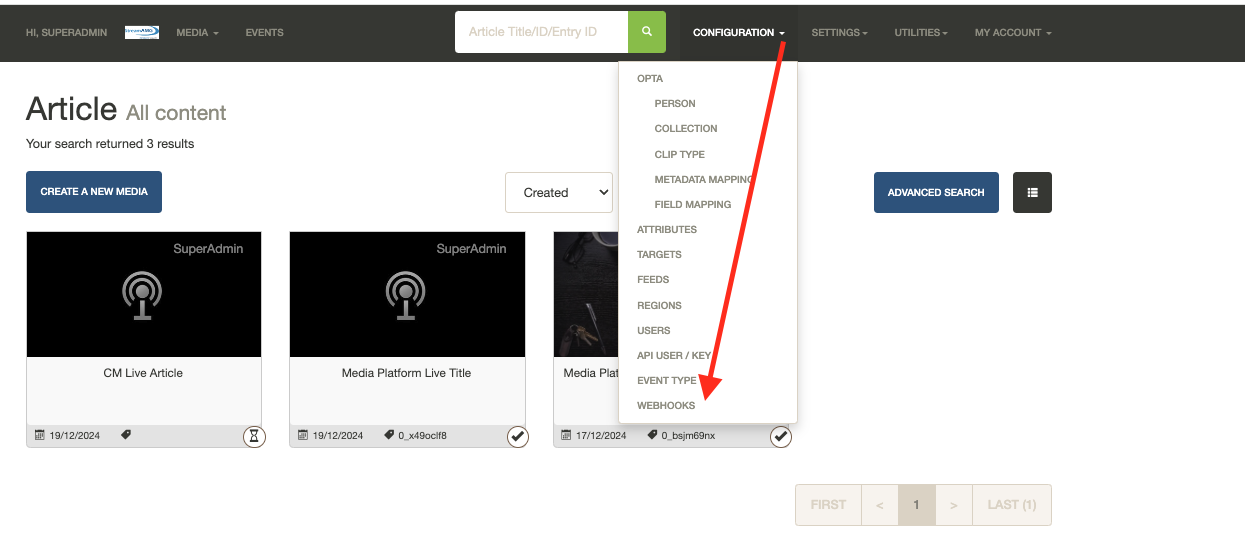 HI, SUPERADMIN StreamAMG MEDIA EVENTS Article Title/ID/Entry ID CONFIGURATION SETTINGS UTILITIES MY ACCOUNT
OPTA
PERSON
COLLECTION
CLIP TYPE
METADATA MAPPING
FIELD MAPPING
ATTRIBUTES
TARGETS
FEEDS
REGIONS
USERS
API USER / KEY
EVENT TYPE
WEBHOOKS
Article All content
Your search returned 3 results
CREATE A NEW MEDIA Created ADVANCED SEARCH
SuperAdmin SuperAdmin
CM Live Article Media Platform Live Title Media Plat
19/12/2024 19/12/2024 0_x49oclf8 17/12/2024 0_bsjm69nx
FIRST < 1 > LAST (1)